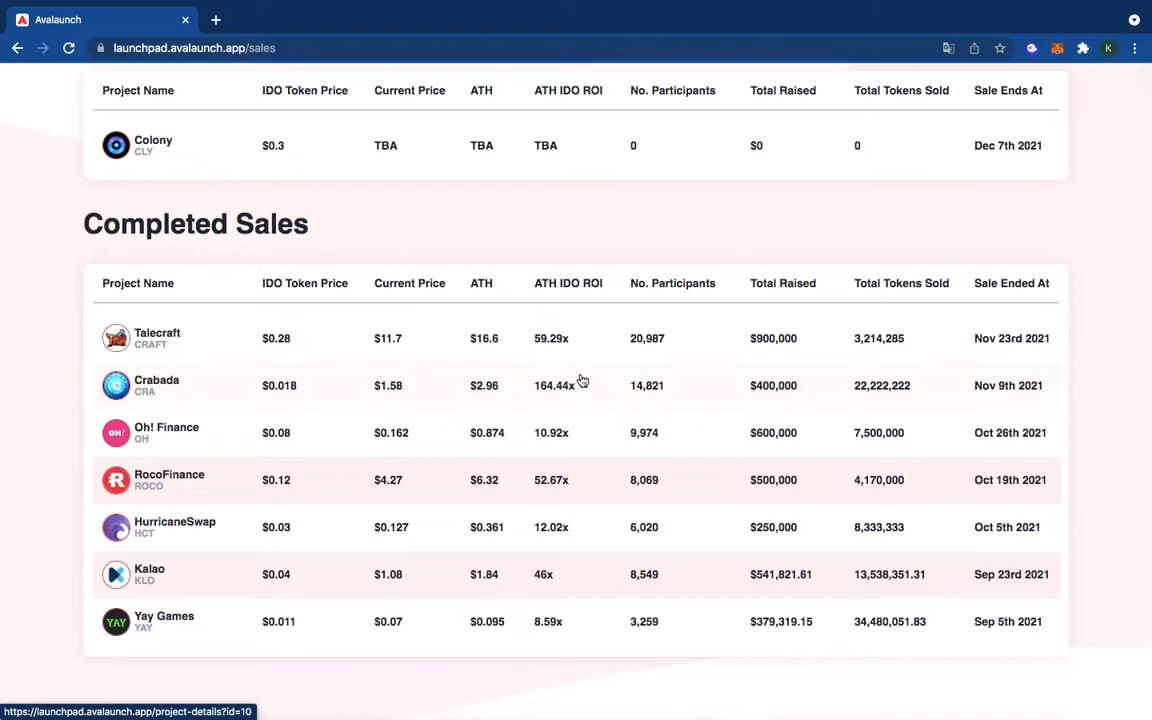 Avalaunch
launchpad.avalaunch.app/sales
K
Project Name IDO Token Price Current Price ATH ATH IDO ROI No. Participants Total Raised Total Tokens Sold Sale Ends At
Colony
CLY
$0.3 TBA TBA TBA 0 $0 0 Dec 7th 2021
Completed Sales
Project Name IDO Token Price Current Price ATH ATH IDO ROI No. Participants Total Raised Total Tokens Sold Sale Ended At
Talecraft
CRAFT
$0.28 $11.7 $16.6 59.29x 20,987 $900,000 3,214,285 Nov 23rd 2021
Crabada
CRA
$0.018 $1.58 $2.96 164.44x 14,821 $400,000 22,222,222 Nov 9th 2021
OH!
Oh! Finance
OH
$0.08 $0.162 $0.874 10.92x 9,974 $600,000 7,500,000 Oct 26th 2021
RocoFinance
ROCO
$0.12 $4.27 $6.32 52.67x 8,069 $500,000 4,170,000 Oct 19th 2021
HurricaneSwap
HCT
$0.03 $0.127 $0.361 12.02x 6,020 $250,000 8,333,333 Oct 5th 2021
Kalao
KLO
$0.04 $1.08 $1.84 46x 8,549 $541,821.61 13,538,351.31 Sep 23rd 2021
YAY
Yay Games
YAY
$0.011 $0.07 $0.095 8.59x 3,259 $379,319.15 34,480,051.83 Sep 5th 2021
https://launchpad.avalaunch.app/project-details?id=10